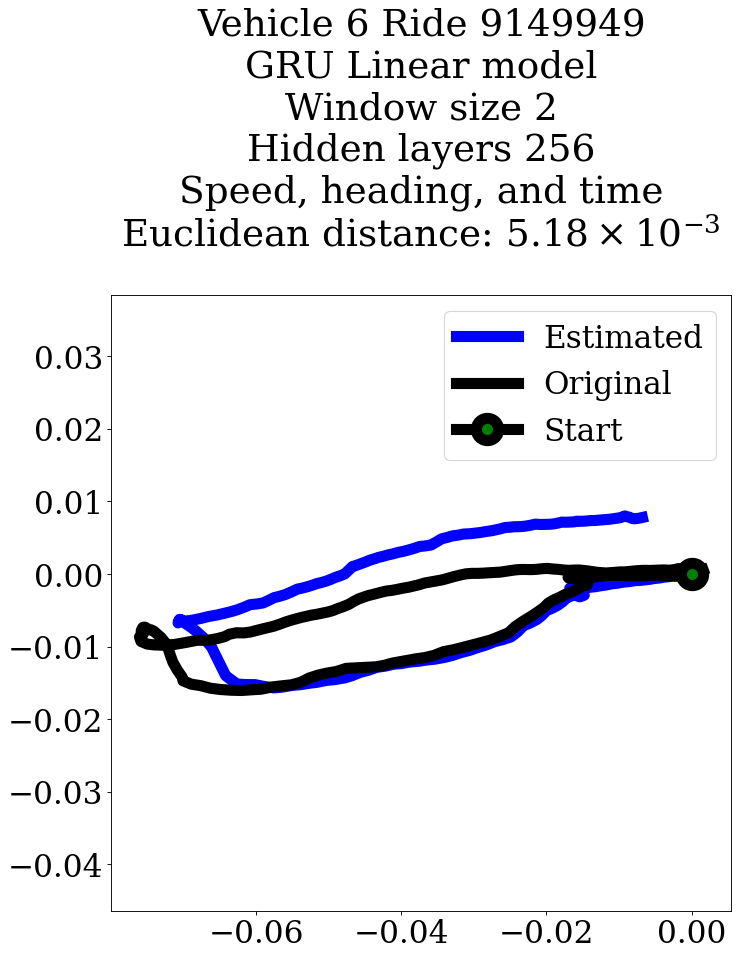 Vehicle 6 Ride 9149949
GRU Linear model
Window size 2
Hidden layers 256
Speed, heading, and time
Euclidean distance: 5.18 × 10⁻³
Estimated
Original
Start
0.03
0.02
0.01
0.00
−0.01
−0.02
−0.03
−0.04
−0.06 −0.04 −0.02 0.00